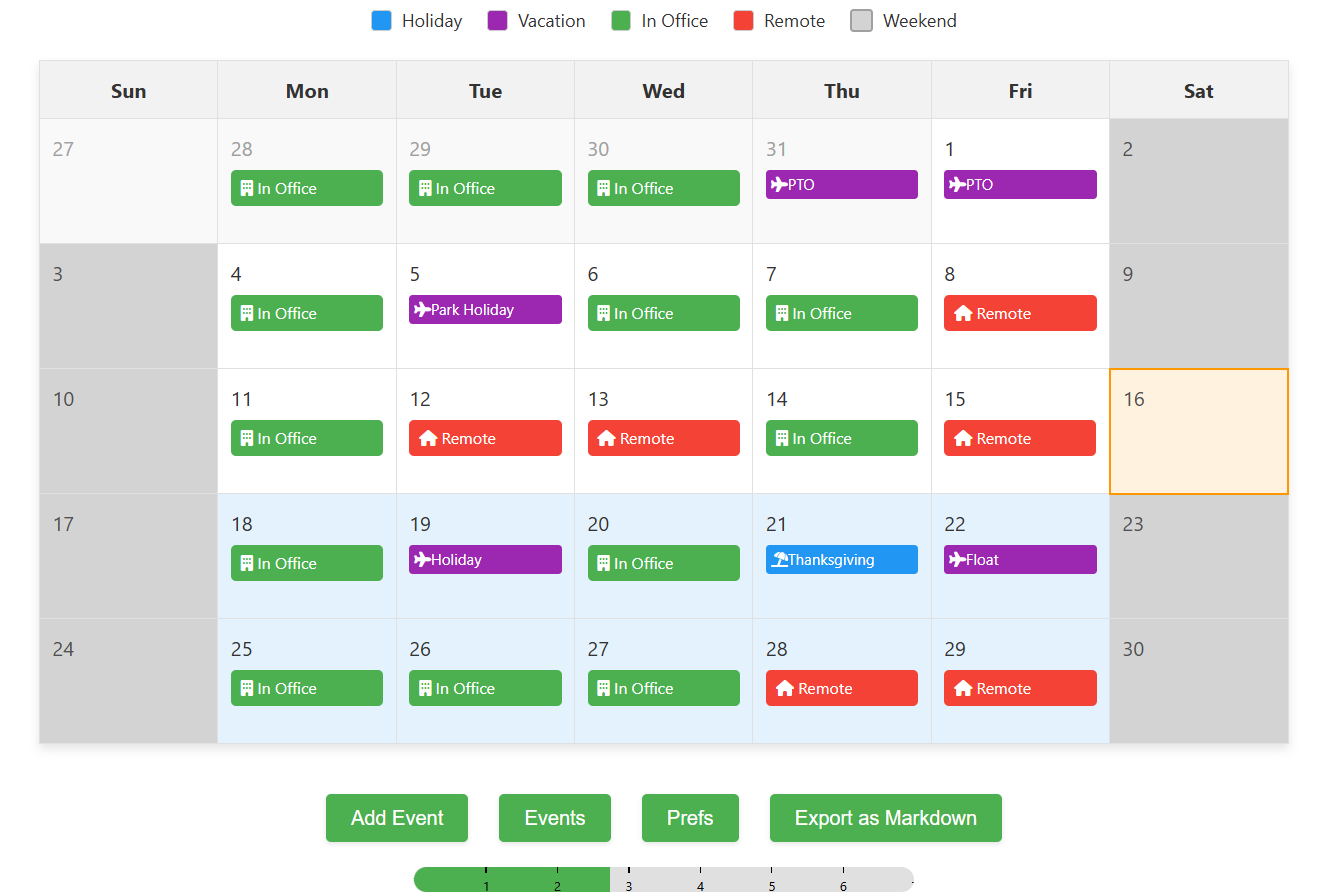 Holiday Vacation In Office Remote Weekend
Sun Mon Tue Wed Thu Fri Sat
27 28 29 30 31 1 2
In Office In Office In Office PTO PTO
3 4 5 6 7 8 9
In Office Park Holiday In Office In Office Remote
10 11 12 13 14 15 16
In Office Remote Remote In Office Remote
17 18 19 20 21 22 23
In Office Holiday In Office Thanksgiving Float
24 25 26 27 28 29 30
In Office In Office In Office Remote Remote
Add Event Events Prefs Export as Markdown
1 2 3 4 5 6